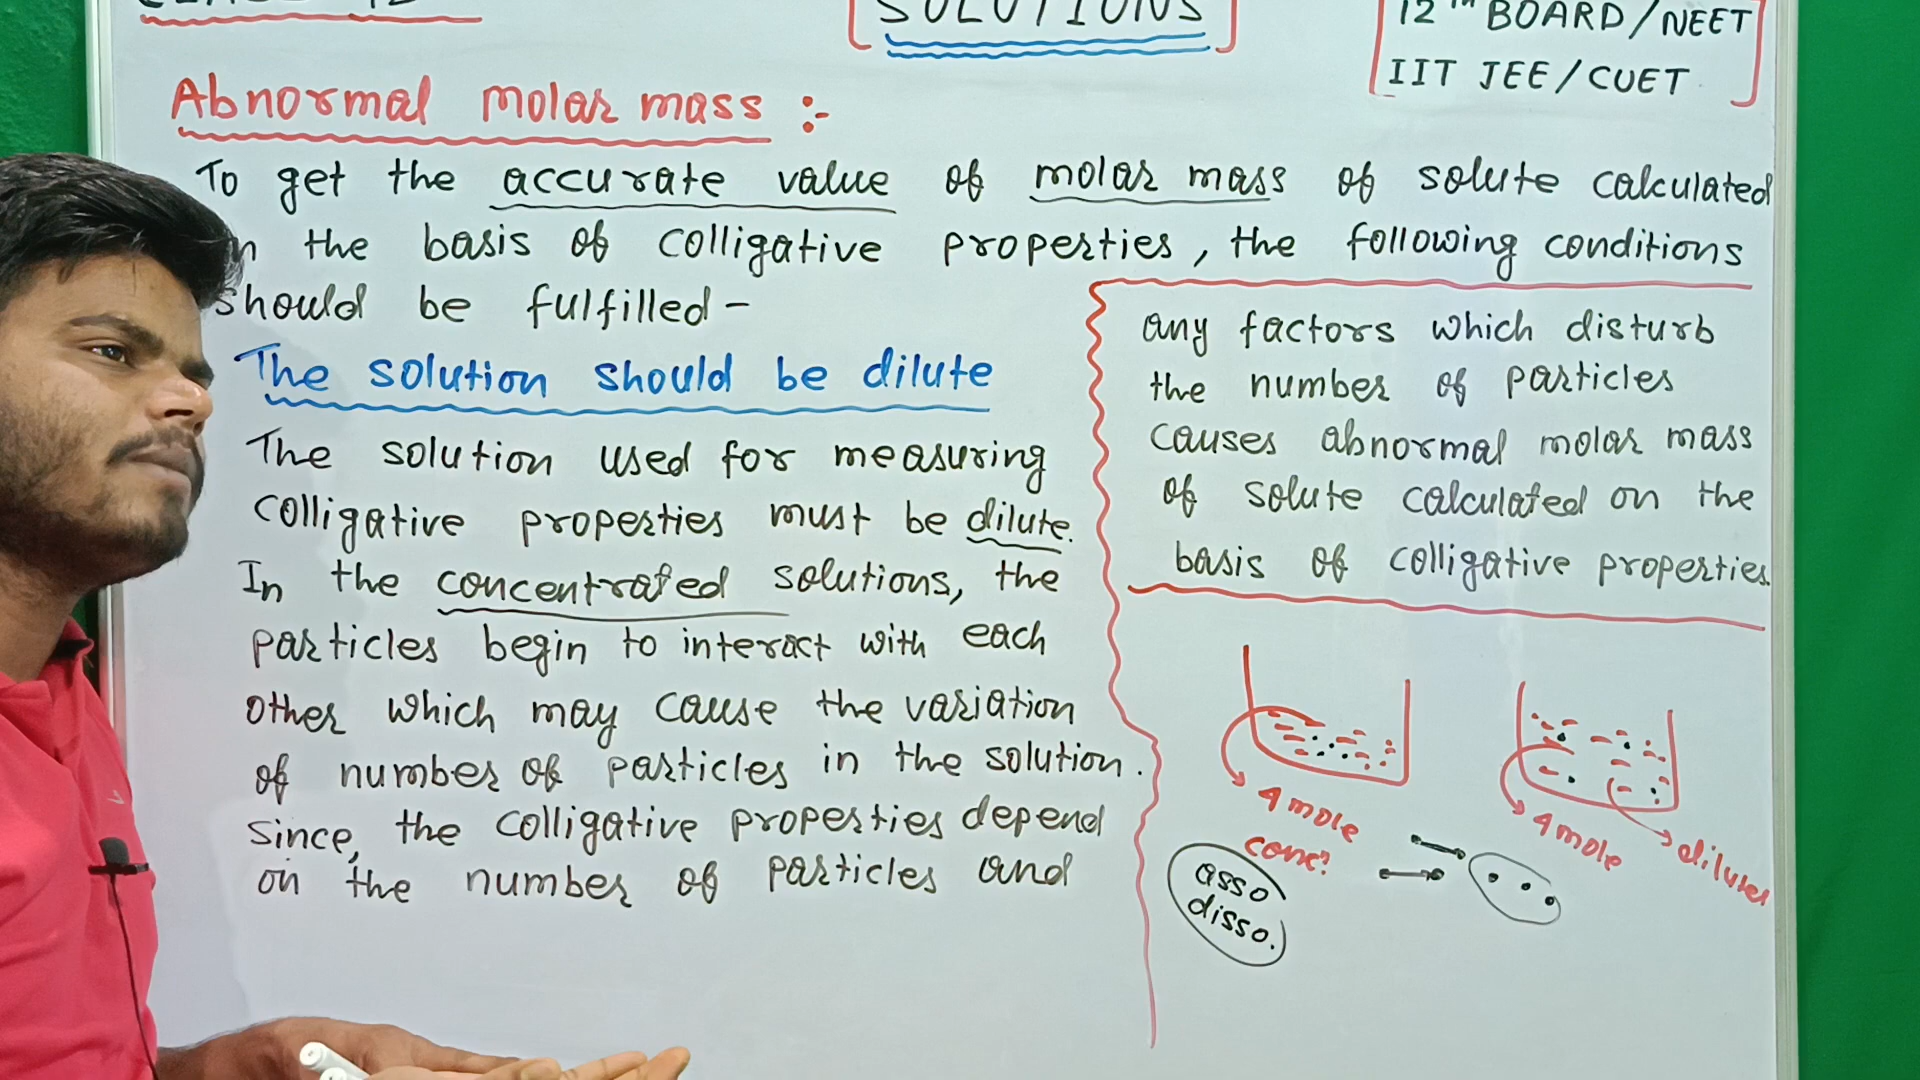 SOLUTIONS
12th BOARD/NEET
IIT JEE/CUET
Abnormal molar mass :-
To get the accurate value of molar mass of solute calculated
the basis of colligative properties, the following conditions
should be fulfilled -
The solution should be dilute
The solution used for measuring
colligative properties must be dilute.
In the concentrated solutions, the
particles begin to interact with each
other which may cause the variation
of number of particles in the solution.
Since, the colligative properties depend
on the number of particles and
any factors which disturb
the number of particles
causes abnormal molar mass
of solute calculated on the
basis of colligative properties.
4 mole
conc?
4 mole
dilutes
asso
disso.